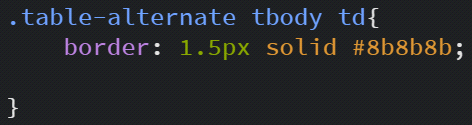 .table-alternate tbody td{
border: 1.5px solid #8b8b8b;
}